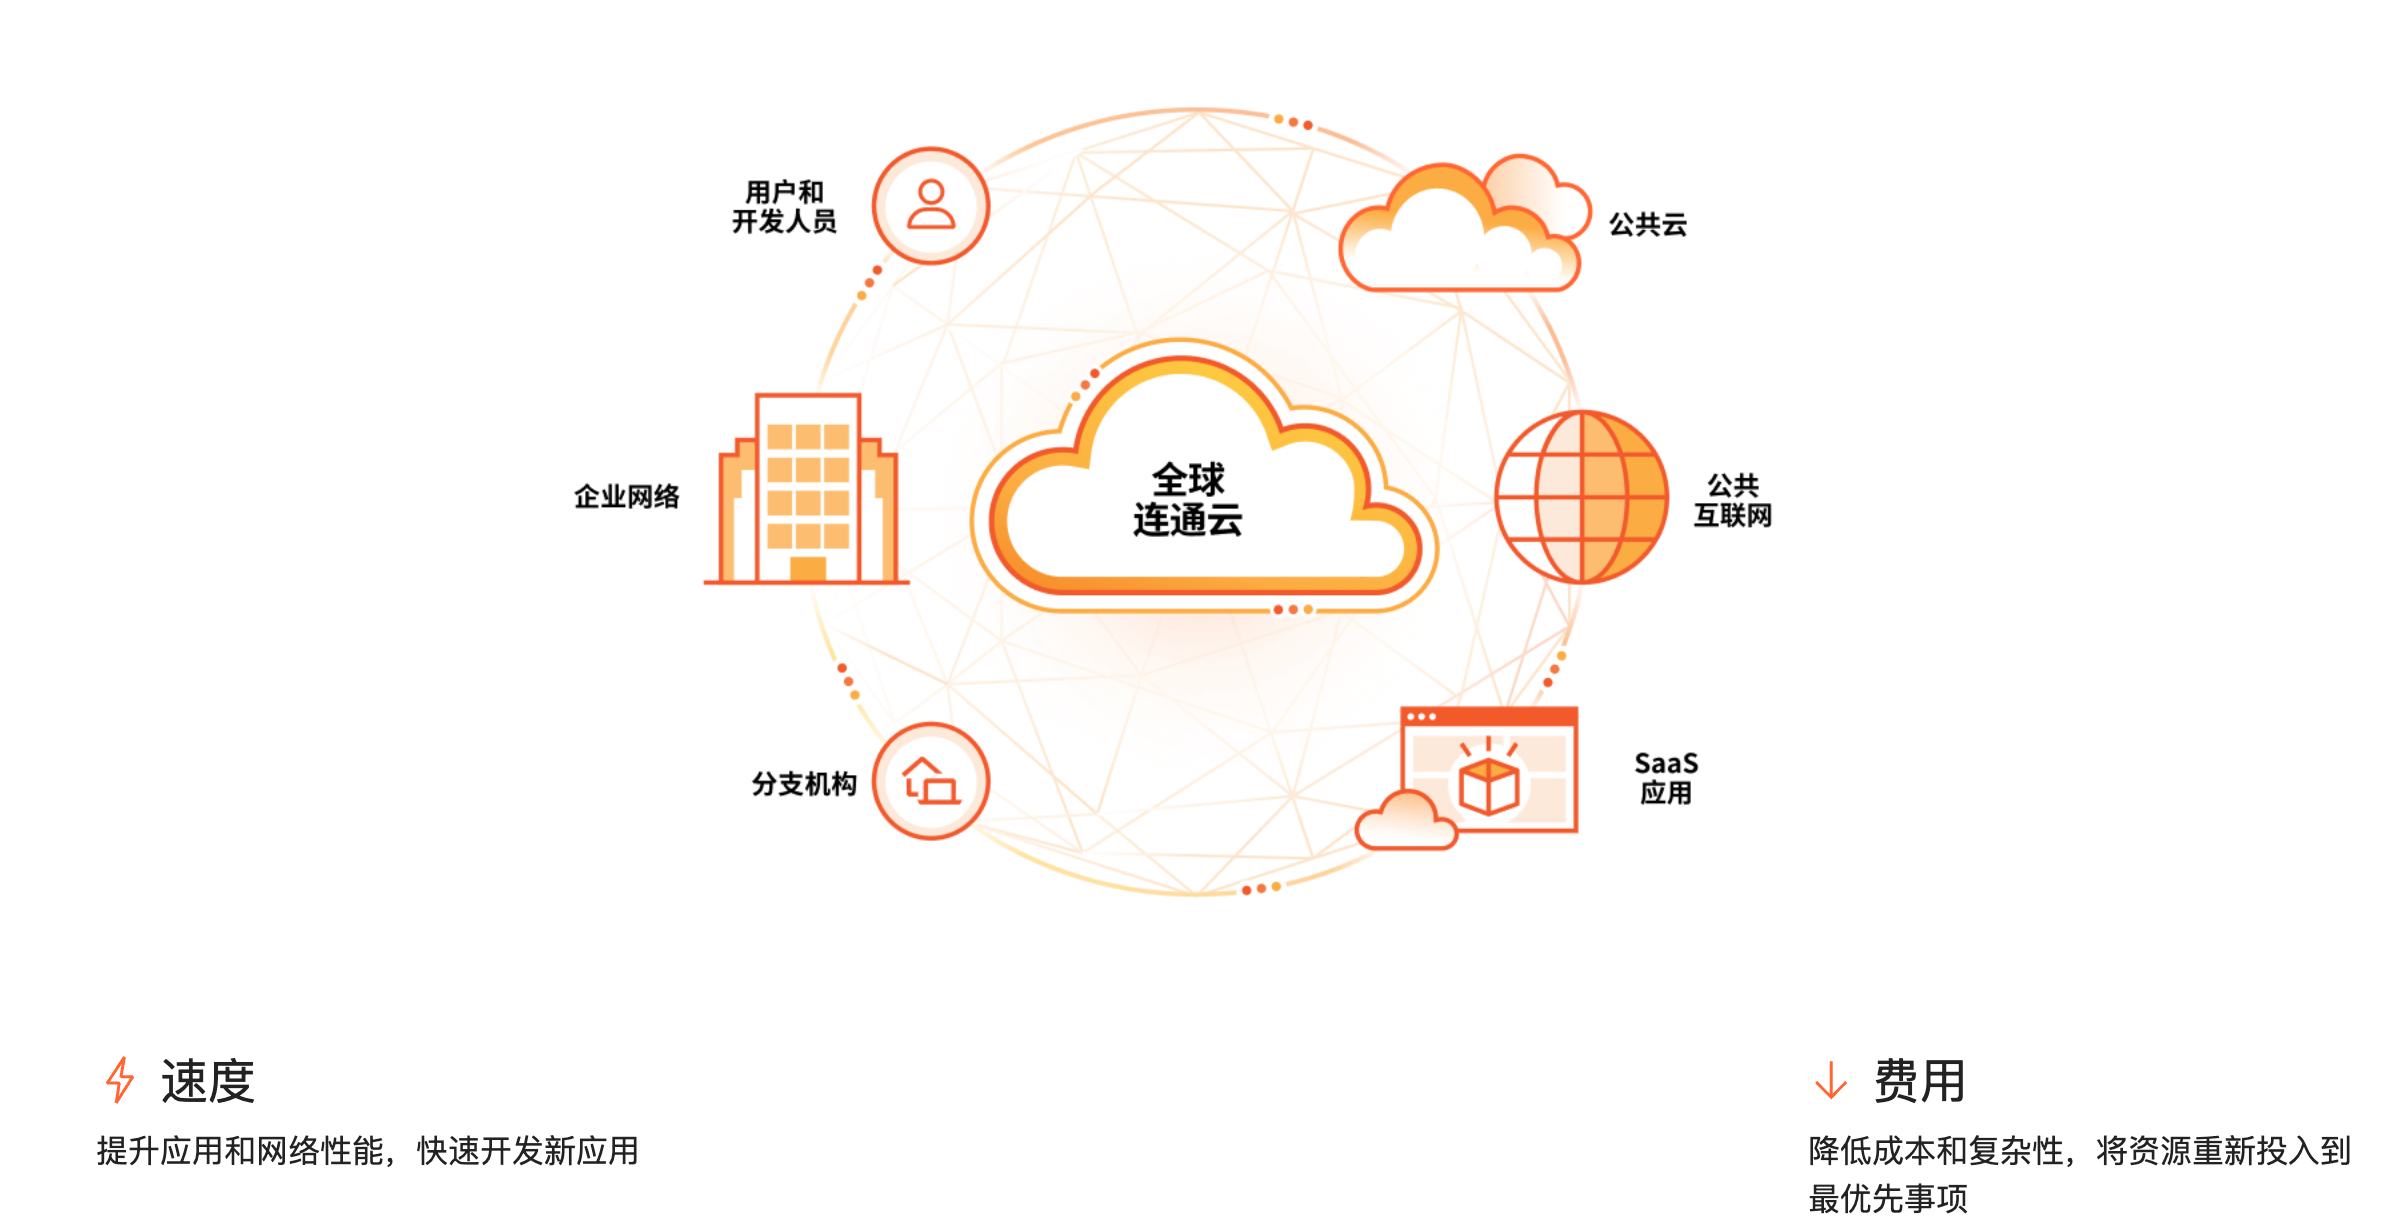 用户和
开发人员
公共云
企业网络
全球
连通云
公共
互联网
分支机构
SaaS
应用
速度
提升应用和网络性能，快速开发新应用
费用
降低成本和复杂性，将资源重新投入到
最优先事项